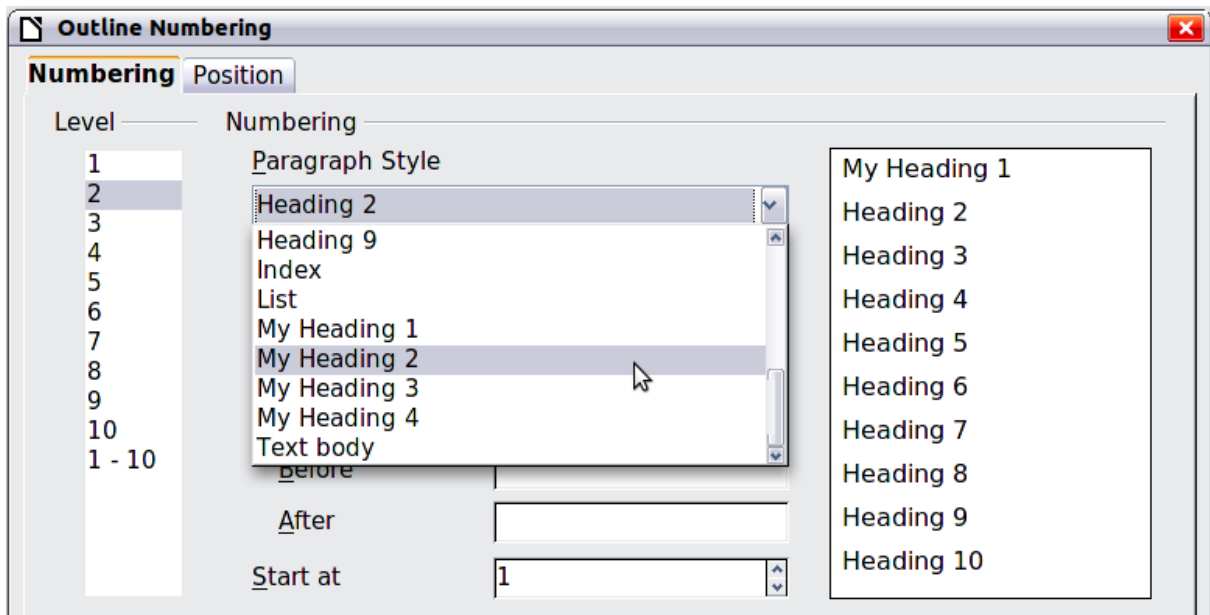 Outline Numbering
Numbering Position
Level
1
2
3
4
5
6
7
8
9
10
1 - 10
Numbering
Paragraph Style
Heading 2
Heading 9
Index
List
My Heading 1
My Heading 2
My Heading 3
My Heading 4
Text body
Before
After
Start at 1
My Heading 1
Heading 2
Heading 3
Heading 4
Heading 5
Heading 6
Heading 7
Heading 8
Heading 9
Heading 10